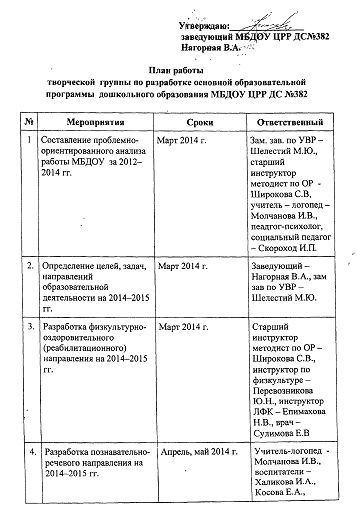 Утверждаю:
заведующий МБДОУ ЦРР ДС№382
Нагорная В.А.
План работы
творческой группы по разработке основной образовательной
программы дошкольного образования МБДОУ ЦРР ДС №382
№ Мероприятия Сроки Ответственный
1 Составление проблемно-
ориентированного анализа
работы МБДОУ за 2012–
2014 гг.
Март 2014 г.
Зам. зав. по УВР –
Шелестий М.Ю.,
старший
инструктор
методист по ОР -
Широкова С.В,
учитель – логопед –
Молчанова И.В.,
пеадгог-психолог,
социальный педагог
– Скороход И.П.
2. Определение целей, задач,
направлений
образовательной
деятельности на 2014–2015
гг.
Март 2014 г.
Заведующий –
Нагорная В.А., зам
зав по УВР –
Шелестий М.Ю.
3. Разработка физкультурно-
оздоровительного
(реабилитационного)
направления на 2014–2015
гг.
Март 2014 г.
Старший
инструктор
методист по ОР –
Широкова С.В.,
инструктор по
физкультуре –
Перевозникова
Ю.Н., инструктор
ЛФК – Епимахова
Н.В., врач –
Сулимова Е.В
4. Разработка познавательно-
речевого направления на
2014–2015 гг.
Апрель, май 2014 г.
Учитель-логопед -
Молчанова И.В.,
воспитатели –
Халикова И.А.,
Косова Е.А.,